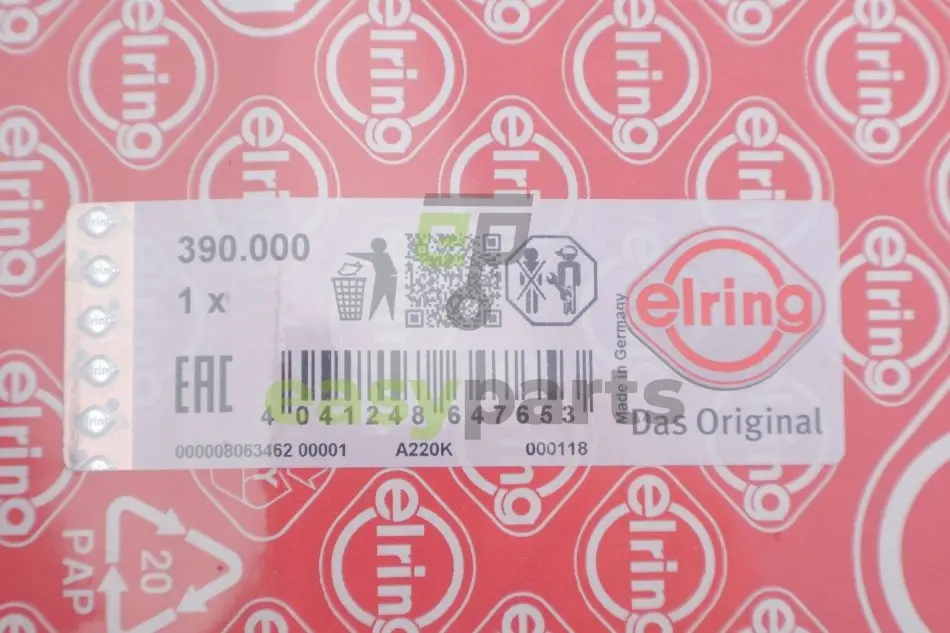 390.000
1 x
EAC
4 041248 647653
000008063462 00001 A220K 000118
Made in Germany
elring
Das Original
easyparts
20
PAP